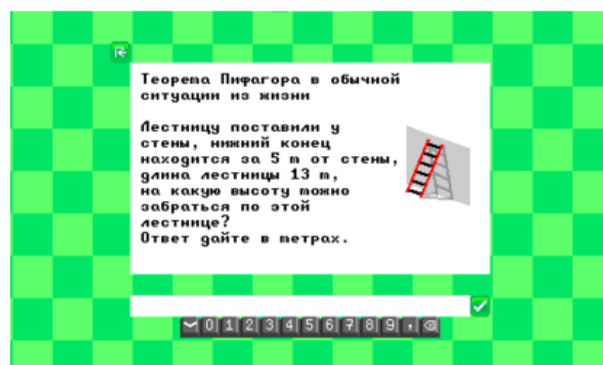 Теорема Пифагора в обычной
ситуации из жизни
Лестницу поставили у
стены, нижний конец
находится за 5 m от стены,
длина лестницы 13 m,
на какую высоту можно
забраться по этой
лестнице?
Ответ дайте в метрах.
0 1 2 3 4 5 6 7 8 9 ,